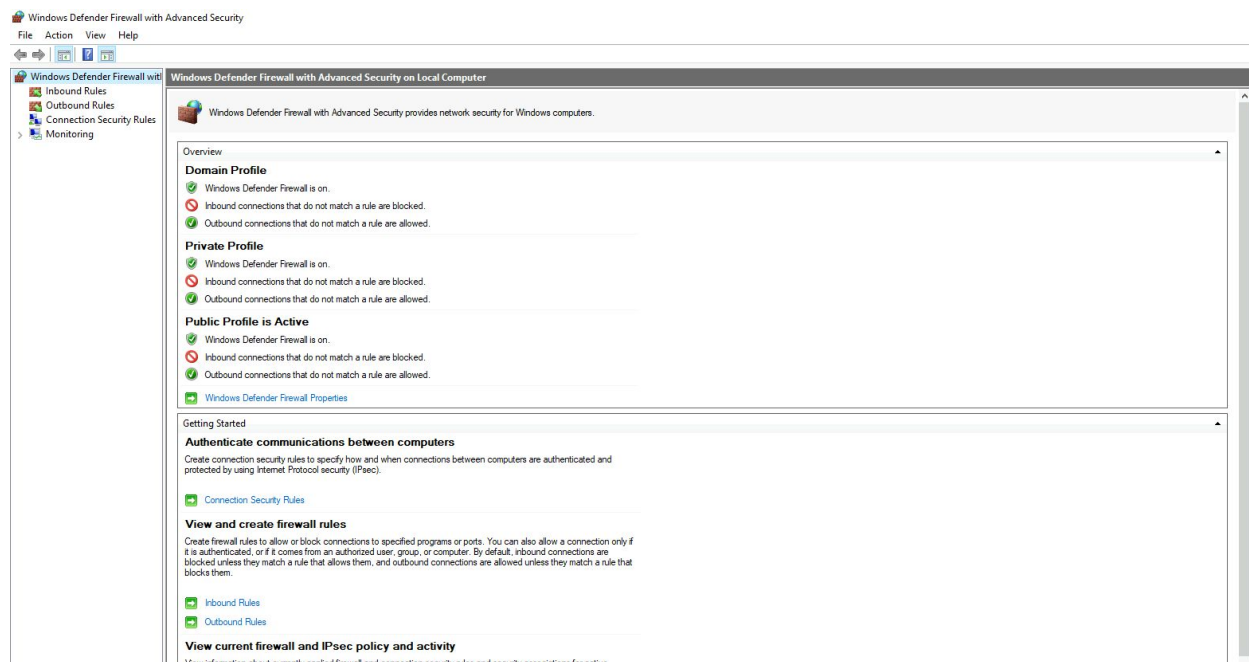 Windows Defender Firewall with Advanced Security
File Action View Help
Windows Defender Firewall with
Inbound Rules
Outbound Rules
Connection Security Rules
Monitoring
Windows Defender Firewall with Advanced Security on Local Computer
Windows Defender Firewall with Advanced Security provides network security for Windows computers.
Overview
Domain Profile
Windows Defender Firewall is on.
Inbound connections that do not match a rule are blocked.
Outbound connections that do not match a rule are allowed.
Private Profile
Windows Defender Firewall is on.
Inbound connections that do not match a rule are blocked.
Outbound connections that do not match a rule are allowed.
Public Profile is Active
Windows Defender Firewall is on.
Inbound connections that do not match a rule are blocked.
Outbound connections that do not match a rule are allowed.
Windows Defender Firewall Properties
Getting Started
Authenticate communications between computers
Create connection security rules to specify how and when connections between computers are authenticated and
protected by using Internet Protocol security (IPsec).
Connection Security Rules
View and create firewall rules
Create firewall rules to allow or block connections to specified programs or ports. You can also allow a connection only if
it is authenticated, or if it comes from an authorized user, group, or computer. By default, inbound connections are
blocked unless they match a rule that allows them, and outbound connections are allowed unless they match a rule that
blocks them.
Inbound Rules
Outbound Rules
View current firewall and IPsec policy and activity